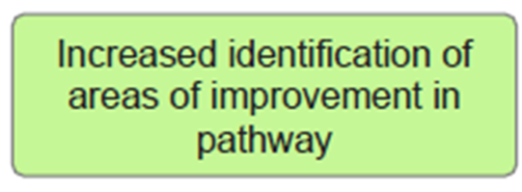 Increased identification of
areas of improvement in
pathway